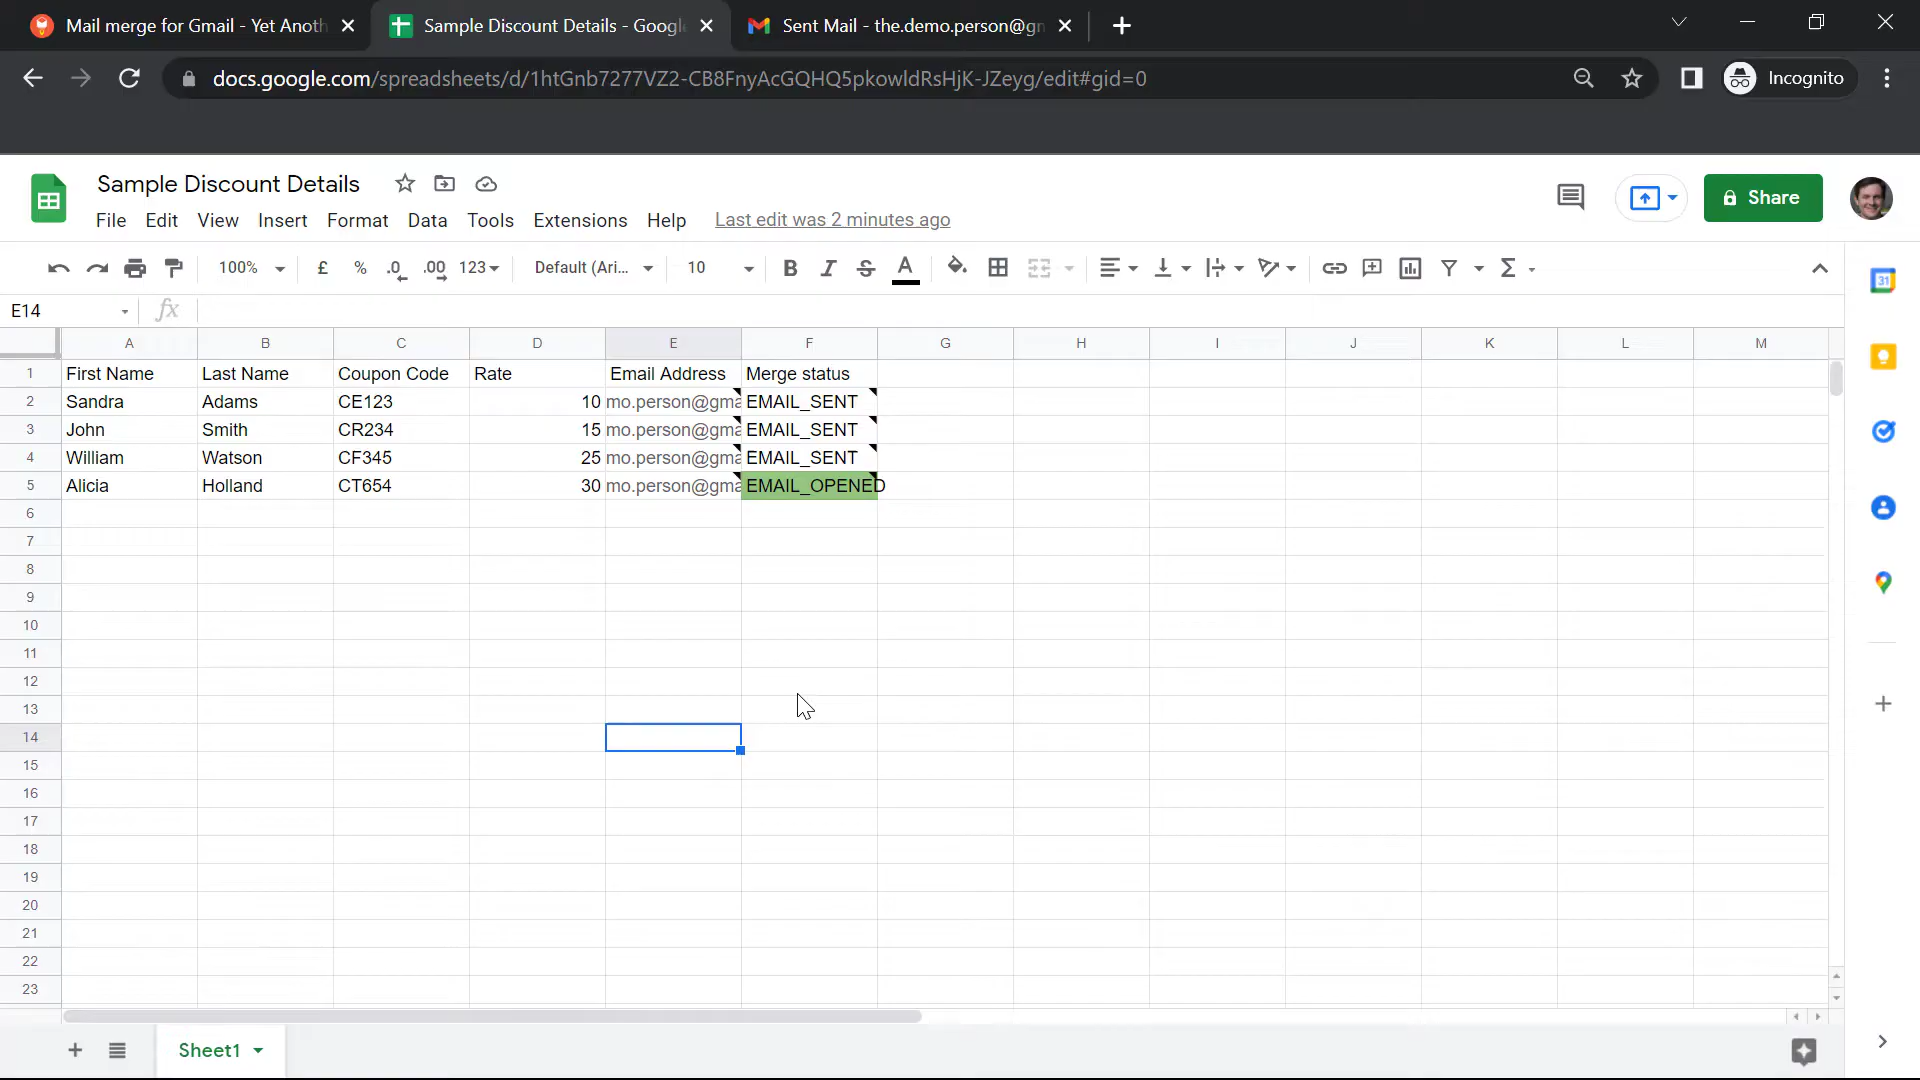 Mail merge for Gmail - Yet Anoth
Sample Discount Details - Google
Sent Mail - the.demo.person@gm
docs.google.com/spreadsheets/d/1htGnb7277VZ2-CB8FnyAcGQHQ5pkowldRsHjK-JZeyg/edit#gid=0
Incognito
Sample Discount Details
File Edit View Insert Format Data Tools Extensions Help Last edit was 2 minutes ago
Share
100% £ % .0 .00 123 Default (Ari... 10 B I S A Σ
E14 fx
A B C D E F G H I J K L M
1 First Name Last Name Coupon Code Rate Email Address Merge status
2 Sandra Adams CE123 10 mo.person@gma EMAIL_SENT
3 John Smith CR234 15 mo.person@gma EMAIL_SENT
4 William Watson CF345 25 mo.person@gma EMAIL_SENT
5 Alicia Holland CT654 30 mo.person@gma EMAIL_OPENED
6
7
8
9
10
11
12
13
14
15
16
17
18
19
20
21
22
23
Sheet1
31